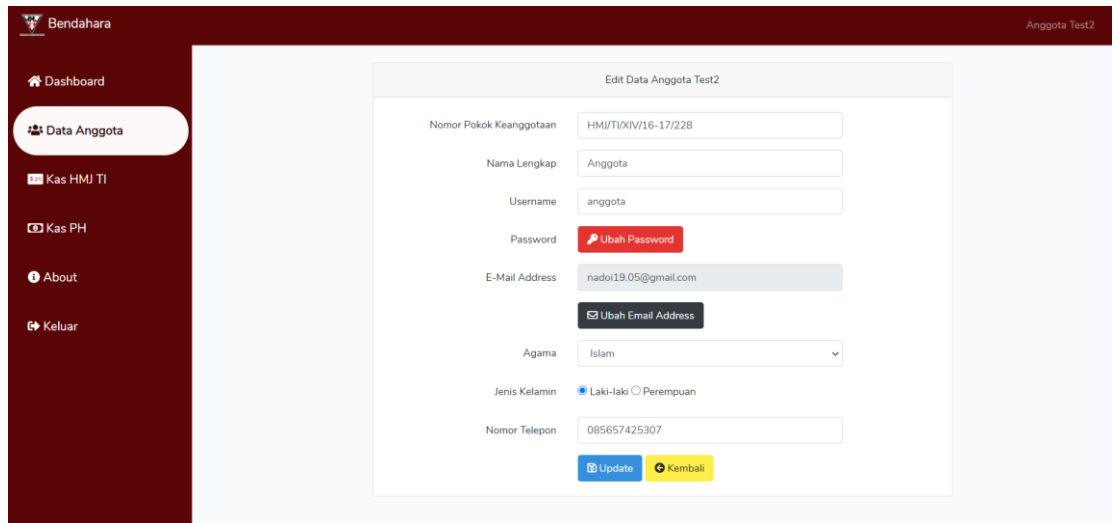 Bendahara
Anggota Test2
Dashboard
Data Anggota
Kas HMJ TI
Kas PH
About
Keluar
Edit Data Anggota Test2
Nomor Pokok Keanggotaan HMJ/TI/XIV/16-17/228
Nama Lengkap Anggota
Username anggota
Password Ubah Password
E-Mail Address nadoi19.05@gmail.com
Ubah Email Address
Agama Islam
Jenis Kelamin Laki-laki Perempuan
Nomor Telepon 085657425307
Update Kembali